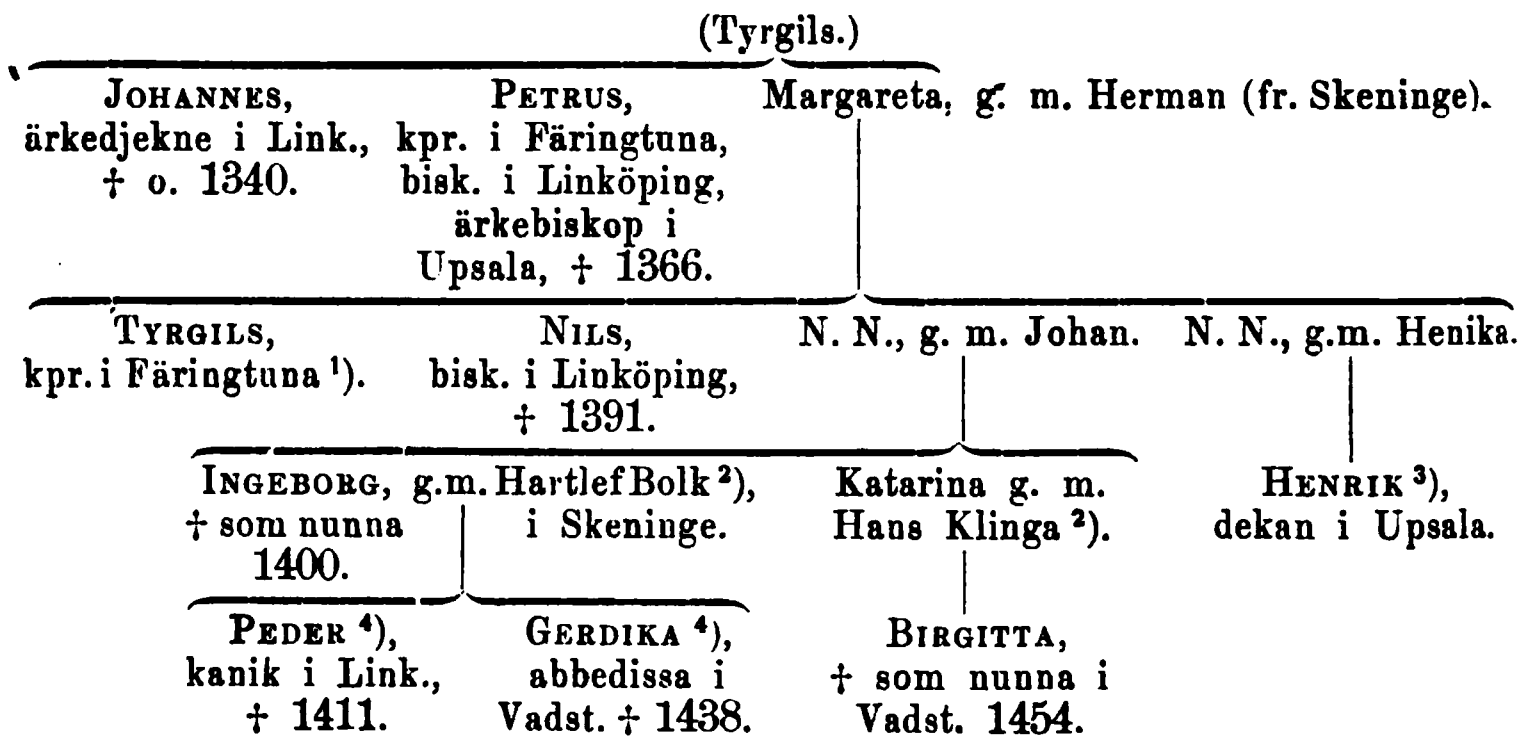 (Tyrgils.)
JOHANNES,
ärkedjekne i Link.,
† o. 1340.
PETRUS,
kpr. i Färingtuna,
bisk. i Linköping,
ärkebiskop i
Upsala, † 1366.
Margareta, g. m. Herman (fr. Skeninge).
TYRGILS,
kpr. i Färingtuna ¹).
NILS,
bisk. i Linköping,
† 1391.
N. N., g. m. Johan.
N. N., g.m. Henika.
INGEBORG, g.m. Hartlef Bolk ²),
† som nunna
1400.
i Skeninge.
Katarina g. m.
Hans Klinga ²).
HENRIK ³),
dekan i Upsala.
PEDER ⁴),
kanik i Link.,
† 1411.
GERDIKA ⁴),
abbedissa i
Vadst. † 1438.
BIRGITTA,
† som nunna i
Vadst. 1454.